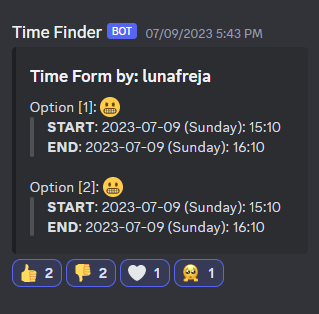 Time Finder BOT 07/09/2023 5:43 PM
Time Form by: lunafreja
Option [1]: 😬
START: 2023-07-09 (Sunday): 15:10
END: 2023-07-09 (Sunday): 16:10
Option [2]: 😬
START: 2023-07-09 (Sunday): 15:10
END: 2023-07-09 (Sunday): 16:10
👍 2 👎 2 🤍 1 🥺 1